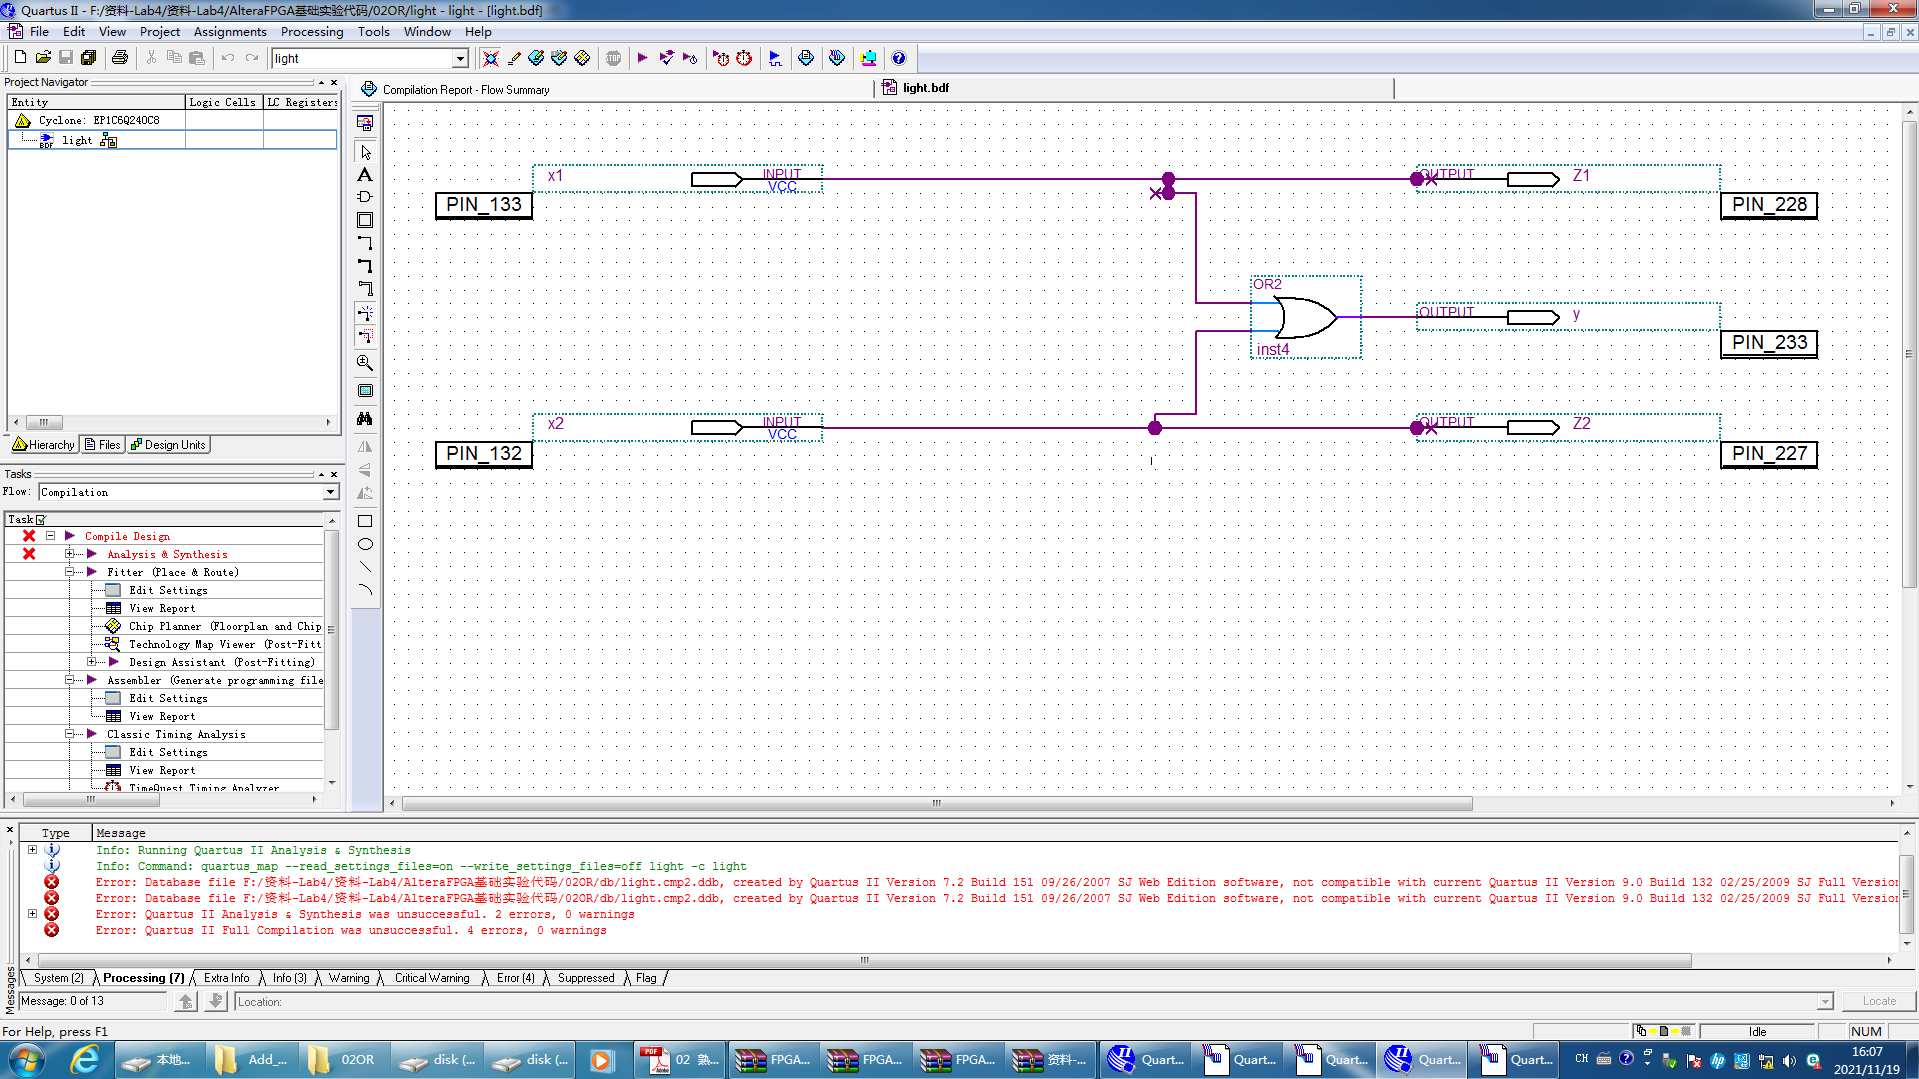 Quartus II - F:/资料-Lab4/资料-Lab4/AlteraFPGA基础实验代码/02OR/light - light - [light.bdf]
File Edit View Project Assignments Processing Tools Window Help
light
Project Navigator
Compilation Report - Flow Summary
light.bdf
Entity Logic Cells LC Registers
Cyclone: EP1C6Q240C8
light
Hierarchy Files Design Units
x1 INPUT VCC
PIN_133
OUTPUT Z1
PIN_228
OR2
inst4
OUTPUT y
PIN_233
x2 INPUT VCC
PIN_132
OUTPUT Z2
PIN_227
Tasks
Flow: Compilation
Task
Compile Design
Analysis & Synthesis
Fitter (Place & Route)
Edit Settings
View Report
Chip Planner (Floorplan and Chip
Technology Map Viewer (Post-Fitt
Design Assistant (Post-Fitting)
Assembler (Generate programming file
Edit Settings
View Report
Classic Timing Analysis
Edit Settings
View Report
TimeQuest Timing Analyzer
Type Message
Info: Running Quartus II Analysis & Synthesis
Info: Command: quartus_map --read_settings_files=on --write_settings_files=off light -c light
Error: Database file F:/资料-Lab4/资料-Lab4/AlteraFPGA基础实验代码/02OR/db/light.cmp2.ddb, created by Quartus II Version 7.2 Build 151 09/26/2007 SJ Web Edition software, not compatible with current Quartus II Version 9.0 Build 132 02/25/2009 SJ Full Version
Error: Database file F:/资料-Lab4/资料-Lab4/AlteraFPGA基础实验代码/02OR/db/light.cmp2.ddb, created by Quartus II Version 7.2 Build 151 09/26/2007 SJ Web Edition software, not compatible with current Quartus II Version 9.0 Build 132 02/25/2009 SJ Full Version
Error: Quartus II Analysis & Synthesis was unsuccessful. 2 errors, 0 warnings
Error: Quartus II Full Compilation was unsuccessful. 4 errors, 0 warnings
System (2) Processing (7) Extra Info Info (3) Warning Critical Warning Error (4) Suppressed Flag
Messages
Message: 0 of 13 Location: Locate
For Help, press F1 Idle NUM
本地... Add_... 02OR disk (... disk (... 02 熟... FPGA... FPGA... FPGA... 资料-... Quart... Quart... Quart... Quart... Quart... CH 16:07
2021/11/19